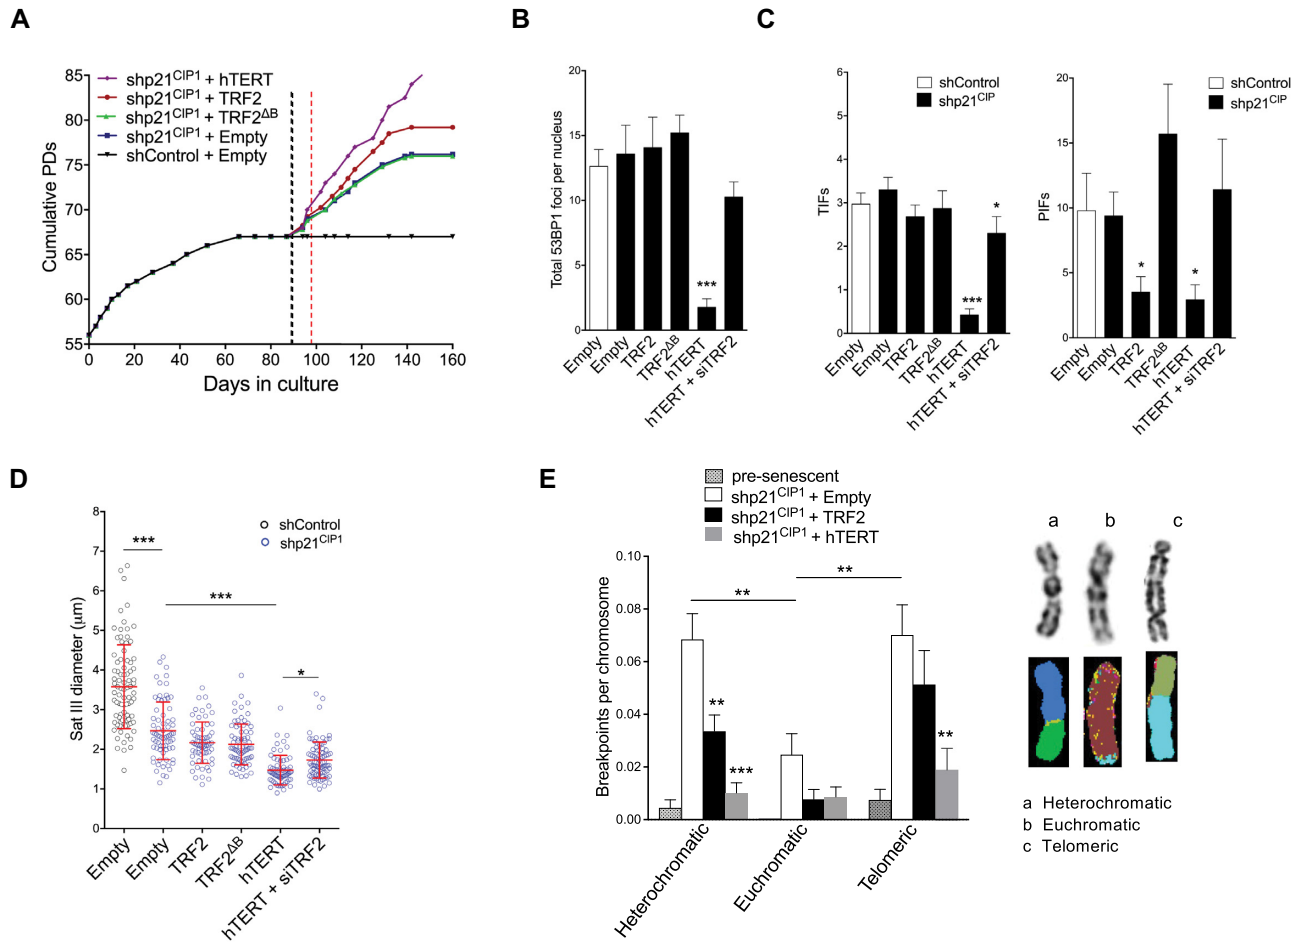 A
shp21CIP1 + hTERT
shp21CIP1 + TRF2
shp21CIP1 + TRF2ΔB
shp21CIP1 + Empty
shControl + Empty
85
80
75
70
65
60
55
Cumulative PDs
0 20 40 60 80 100 120 140 160
Days in culture
B
20
15
10
5
0
Total 53BP1 foci per nucleus
***
Empty
Empty
TRF2
TRF2ΔB
hTERT
hTERT + siTRF2
C
shControl
shp21CIP
6
5
4
3
2
1
0
TIFs
***
*
Empty
Empty
TRF2
TRF2ΔB
hTERT
hTERT + siTRF2
shControl
shp21CIP
20
15
10
5
0
PIFs
*
*
Empty
Empty
TRF2
TRF2ΔB
hTERT
hTERT + siTRF2
D
shControl
shp21CIP1
8
7
6
5
4
3
2
1
0
Sat III diameter (μm)
***
***
*
Empty
Empty
TRF2
TRF2ΔB
hTERT
hTERT + siTRF2
E
pre-senescent
shp21CIP1 + Empty
shp21CIP1 + TRF2
shp21CIP1 + hTERT
0.10
0.08
0.06
0.04
0.02
0.00
Breakpoints per chromosome
**
**
**
***
**
Heterochromatic
Euchromatic
Telomeric
a b c
a Heterochromatic
b Euchromatic
c Telomeric